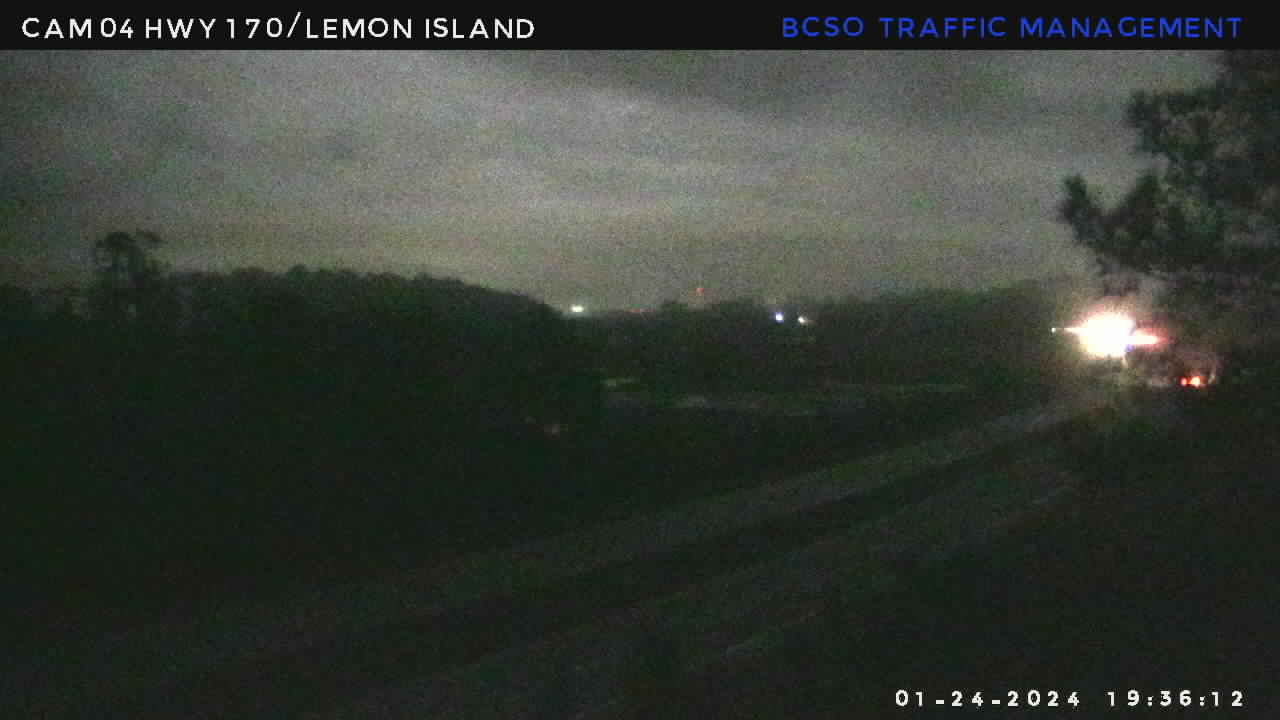 CAM04 HWY 170/LEMON ISLAND
BCSO TRAFFIC MANAGEMENT
01-24-2024 19:36:12